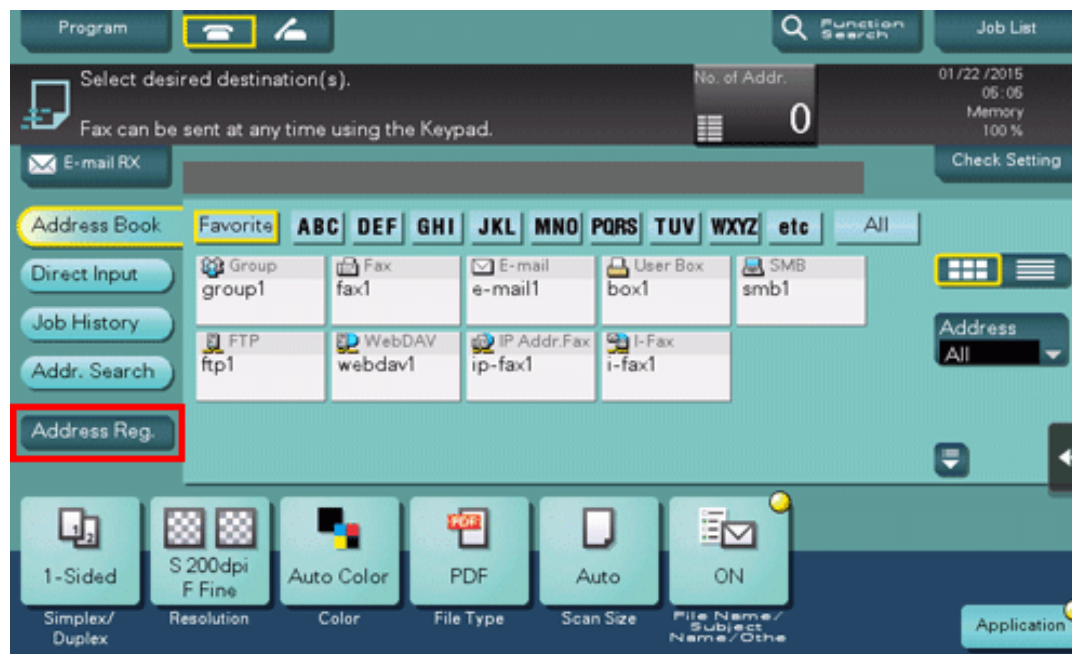 Program
Function
Search
Job List
Select desired destination(s).
No. of Addr.
01/22/2015
05:05
Fax can be sent at any time using the Keypad.
0
Memory
100 %
E-mail RX
Check Setting
Address Book
Favorite ABC DEF GHI JKL MNO PQRS TUV WXYZ etc All
Direct Input
Group Fax E-mail User Box SMB
group1 fax1 e-mail1 box1 smb1
Job History
Address
All
FTP WebDAV IP Addr.Fax I-Fax
ftp1 webdav1 ip-fax1 i-fax1
Addr. Search
Address Reg.
1 2
PDF
1-Sided
S 200dpi
F Fine
Auto Color
PDF
Auto
ON
Simplex/
Duplex
Resolution
Color
File Type
Scan Size
File Name/
Subject
Name/Othe
Application